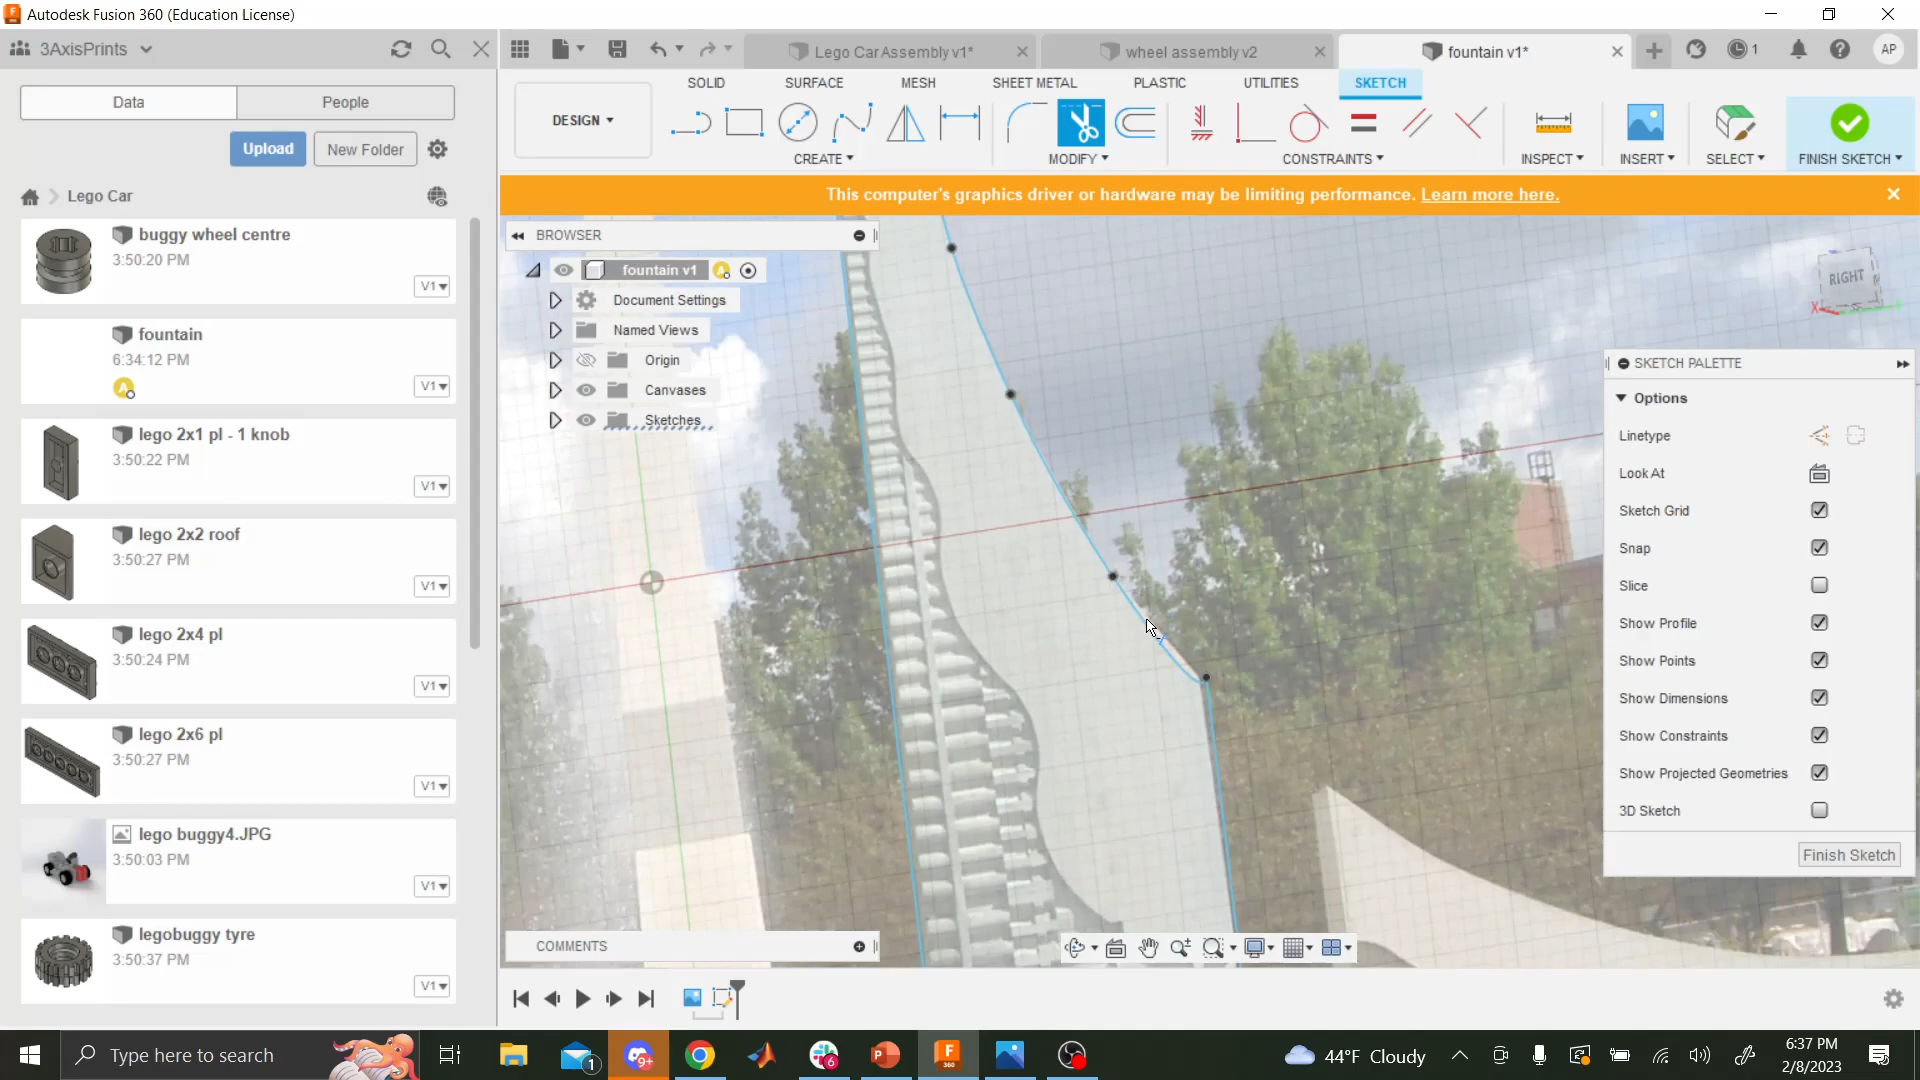 Autodesk Fusion 360 (Education License)
3AxisPrints
Lego Car Assembly v1*
wheel assembly v2
fountain v1*
1
AP
Data
People
SOLID
SURFACE
MESH
SHEET METAL
PLASTIC
UTILITIES
SKETCH
DESIGN
Upload
New Folder
CREATE
MODIFY
CONSTRAINTS
INSPECT
INSERT
SELECT
FINISH SKETCH
Lego Car
This computer's graphics driver or hardware may be limiting performance. Learn more here.
buggy wheel centre
3:50:20 PM
V1
fountain
6:34:12 PM
V1
lego 2x1 pl - 1 knob
3:50:22 PM
V1
lego 2x2 roof
3:50:27 PM
V1
lego 2x4 pl
3:50:24 PM
V1
lego 2x6 pl
3:50:27 PM
V1
lego buggy4.JPG
3:50:03 PM
V1
legobuggy tyre
3:50:37 PM
V1
BROWSER
fountain v1
Document Settings
Named Views
Origin
Canvases
Sketches
RIGHT
X
SKETCH PALETTE
Options
Linetype
Look At
Sketch Grid
Snap
Slice
Show Profile
Show Points
Show Dimensions
Show Constraints
Show Projected Geometries
3D Sketch
Finish Sketch
COMMENTS
Type here to search
1
9+
6
P
F
360
44°F Cloudy
6:37 PM
2/8/2023